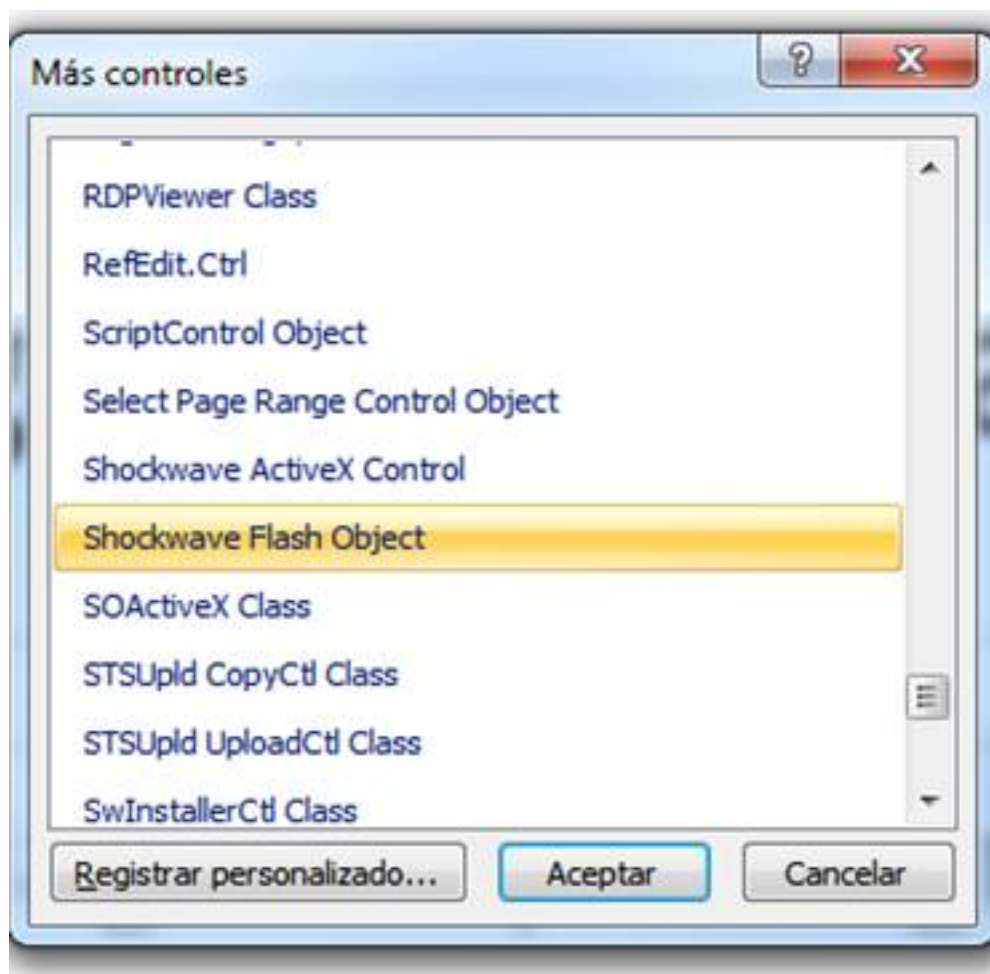 Más controles
RDPViewer Class
RefEdit.Ctrl
ScriptControl Object
Select Page Range Control Object
Shockwave ActiveX Control
Shockwave Flash Object
SOActiveX Class
STSUpld CopyCtl Class
STSUpld UploadCtl Class
SwInstallerCtl Class
Registrar personalizado...
Aceptar
Cancelar